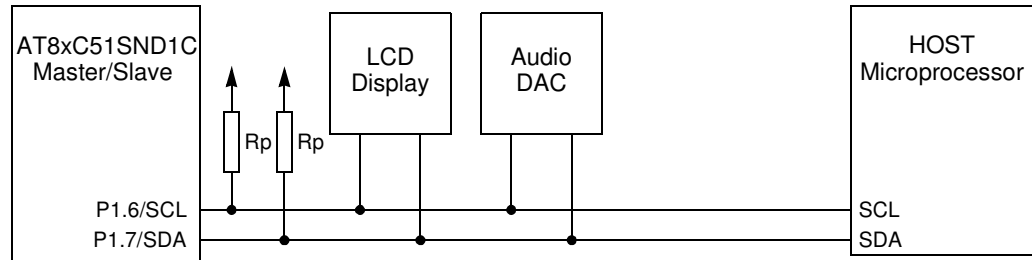 AT8xC51SND1C
Master/Slave
LCD
Display
Audio
DAC
HOST
Microprocessor
Rp
Rp
P1.6/SCL
SCL
P1.7/SDA
SDA